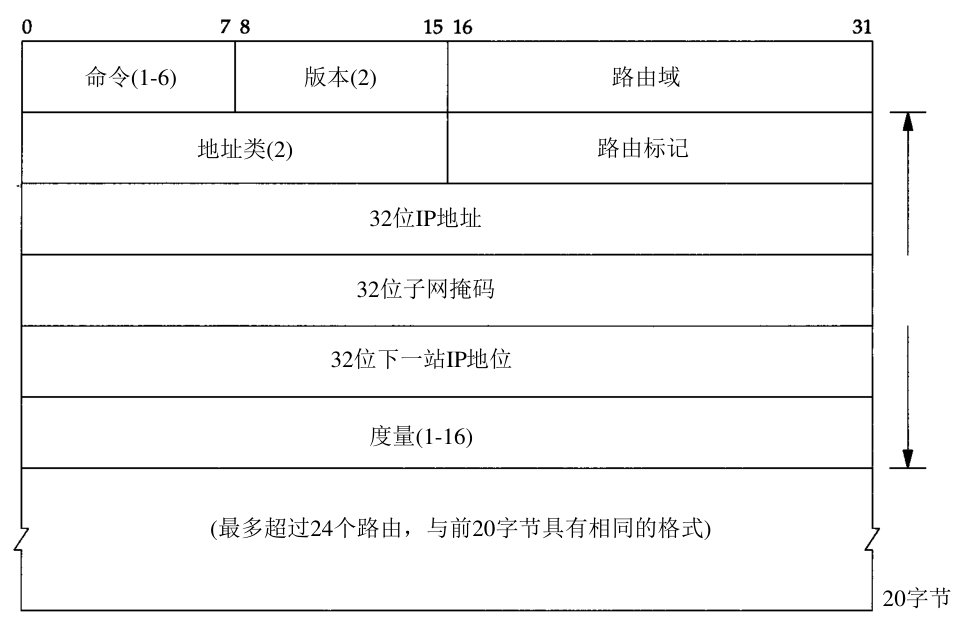 0 7 8 15 16 31
命令(1-6) 版本(2) 路由域
地址类(2) 路由标记
32位IP地址
32位子网掩码
32位下一站IP地位
度量(1-16)
(最多超过24个路由，与前20字节具有相同的格式)
20字节